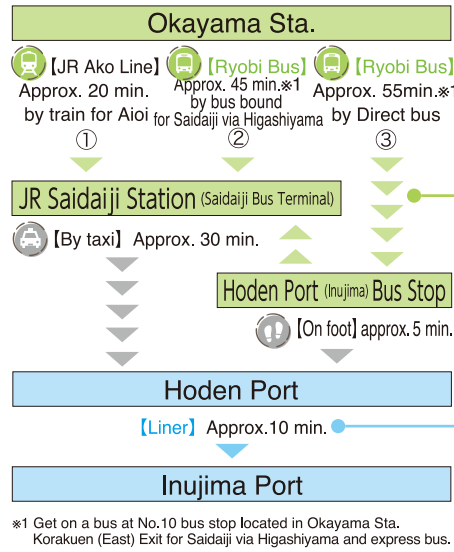 Okayama Sta.
【JR Ako Line】
Approx. 20 min.
by train for Aioi
①
【Ryobi Bus】
Approx. 45 min.※1
by bus bound
for Saidaiji via Higashiyama
②
【Ryobi Bus】
Approx. 55min.※1
by Direct bus
③
JR Saidaiji Station (Saidaiji Bus Terminal)
【By taxi】 Approx. 30 min.
Hoden Port (Inujima) Bus Stop
【On foot】 approx. 5 min.
Hoden Port
【Liner】 Approx.10 min.
Inujima Port
※1 Get on a bus at No.10 bus stop located in Okayama Sta.
Korakuen (East) Exit for Saidaiji via Higashiyama and express bus.